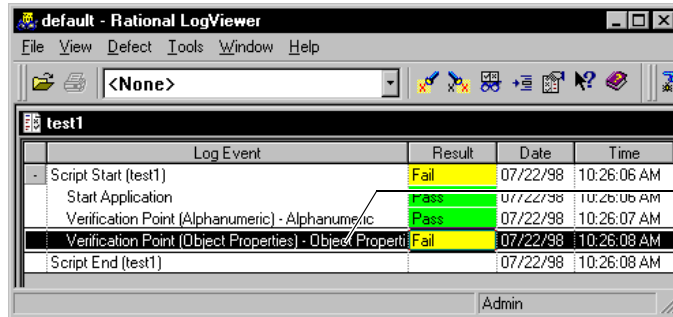 default - Rational LogViewer
File View Defect Tools Window Help
<None>
test1
Log Event Result Date Time
- Script Start (test1) Fail 07/22/98 10:26:06 AM
Start Application Pass 07/22/98 10:26:06 AM
Verification Point (Alphanumeric) - Alphanumeric Pass 07/22/98 10:26:07 AM
Verification Point (Object Properties) - Object Properti Fail 07/22/98 10:26:08 AM
Script End (test1) 07/22/98 10:26:08 AM
Admin